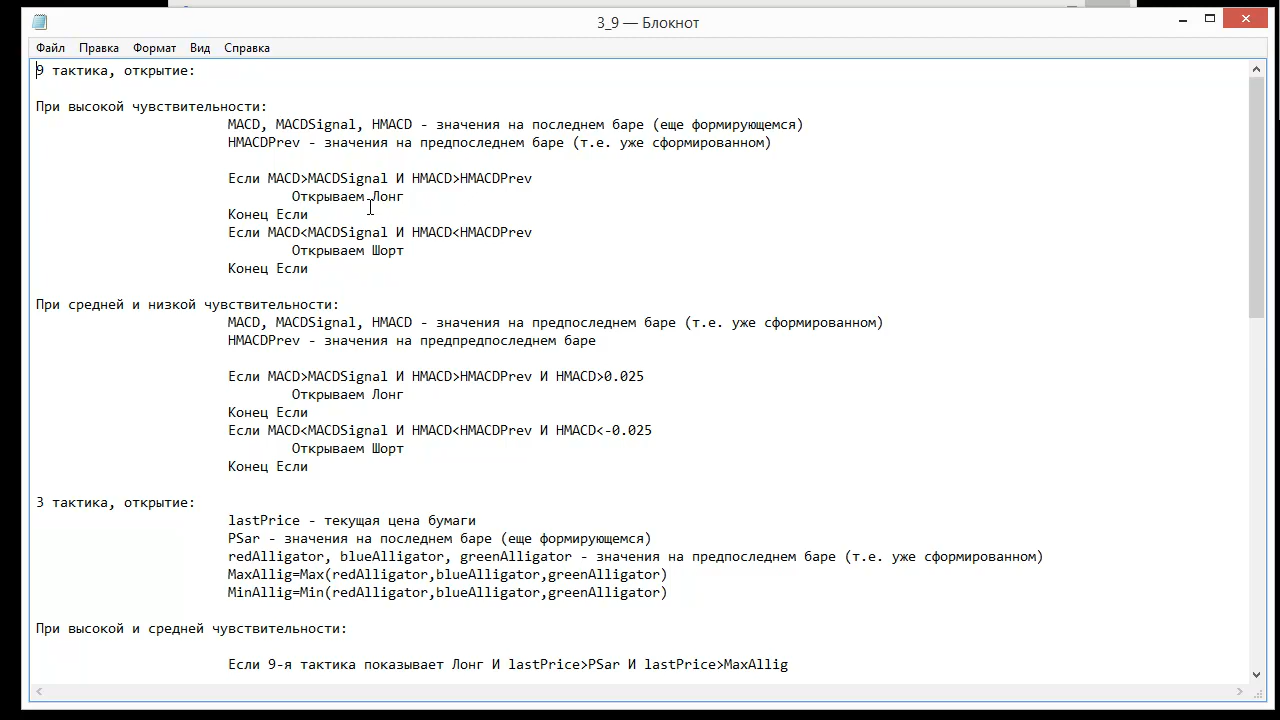 3_9 — Блокнот
Файл Правка Формат Вид Справка
9 тактика, открытие:
При высокой чувствительности:
MACD, MACDSignal, HMACD - значения на последнем баре (еще формирующемся)
HMACDPrev - значения на предпоследнем баре (т.е. уже сформированном)
Если MACD>MACDSignal И HMACD>HMACDPrev
Открываем Лонг
Конец Если
Если MACD<MACDSignal И HMACD<HMACDPrev
Открываем Шорт
Конец Если
При средней и низкой чувствительности:
MACD, MACDSignal, HMACD - значения на предпоследнем баре (т.е. уже сформированном)
HMACDPrev - значения на предпредпоследнем баре
Если MACD>MACDSignal И HMACD>HMACDPrev И HMACD>0.025
Открываем Лонг
Конец Если
Если MACD<MACDSignal И HMACD<HMACDPrev И HMACD<-0.025
Открываем Шорт
Конец Если
3 тактика, открытие:
lastPrice - текущая цена бумаги
PSar - значения на последнем баре (еще формирующемся)
redAlligator, blueAlligator, greenAlligator - значения на предпоследнем баре (т.е. уже сформированном)
MaxAllig=Max(redAlligator,blueAlligator,greenAlligator)
MinAllig=Min(redAlligator,blueAlligator,greenAlligator)
При высокой и средней чувствительности:
Если 9-я тактика показывает Лонг И lastPrice>PSar И lastPrice>MaxAllig